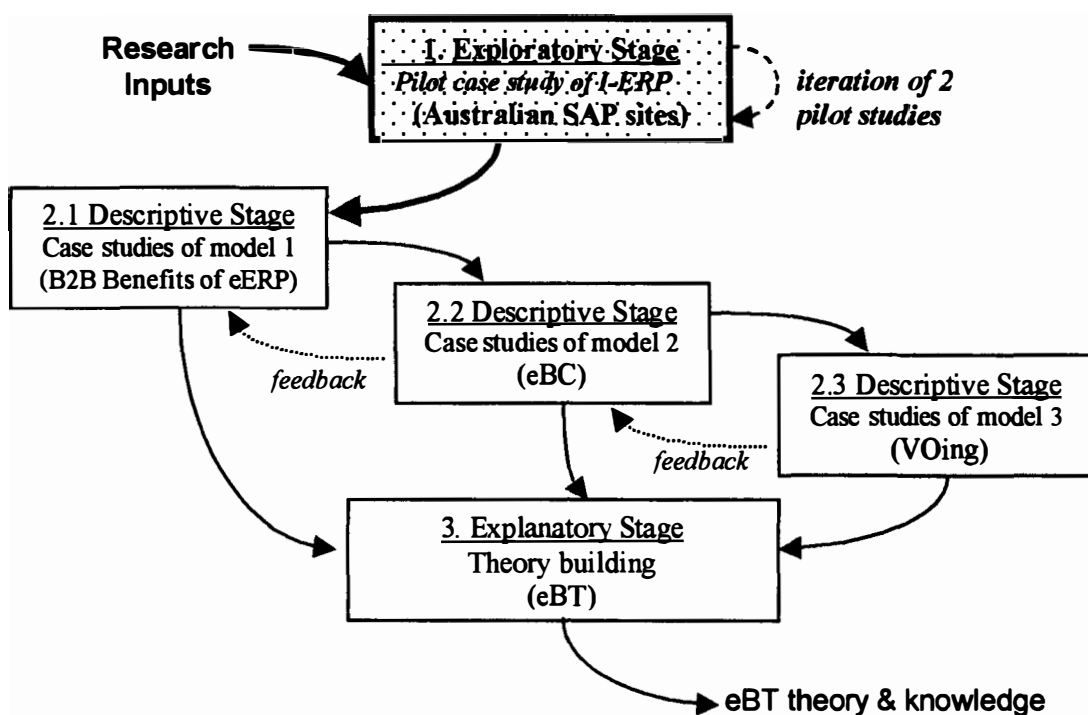 Research
Inputs
1. Exploratory Stage
Pilot case study of I-ERP
(Australian SAP sites)
iteration of 2
pilot studies
2.1 Descriptive Stage
Case studies of model 1
(B2B Benefits of eERP)
2.2 Descriptive Stage
Case studies of model 2
(eBC)
feedback
2.3 Descriptive Stage
Case studies of model 3
(VOing)
feedback
3. Explanatory Stage
Theory building
(eBT)
eBT theory & knowledge